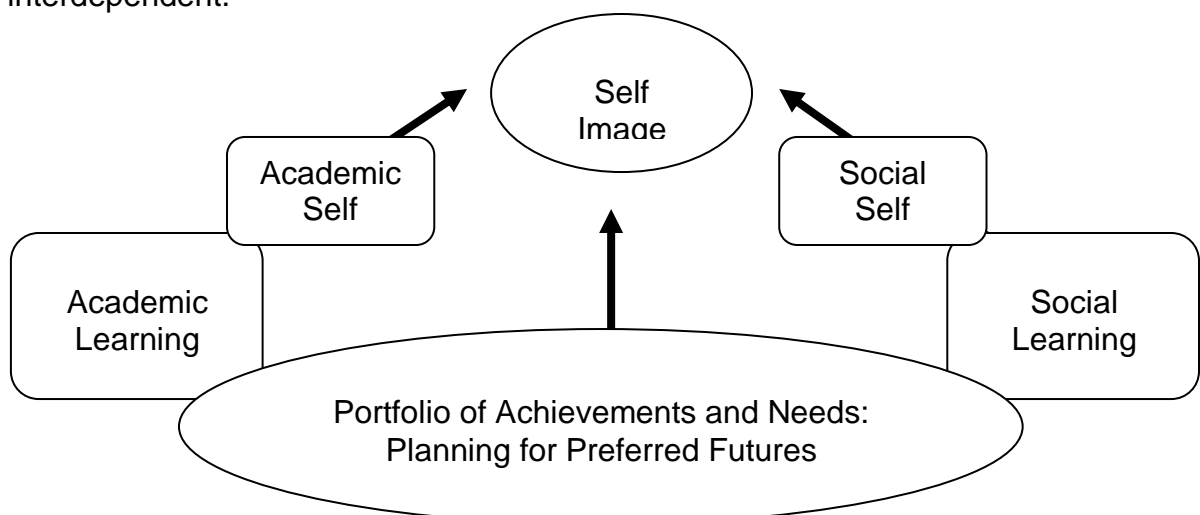 interdependent.
Self
Image
Academic
Self
Social
Self
Academic
Learning
Social
Learning
Portfolio of Achievements and Needs:
Planning for Preferred Futures